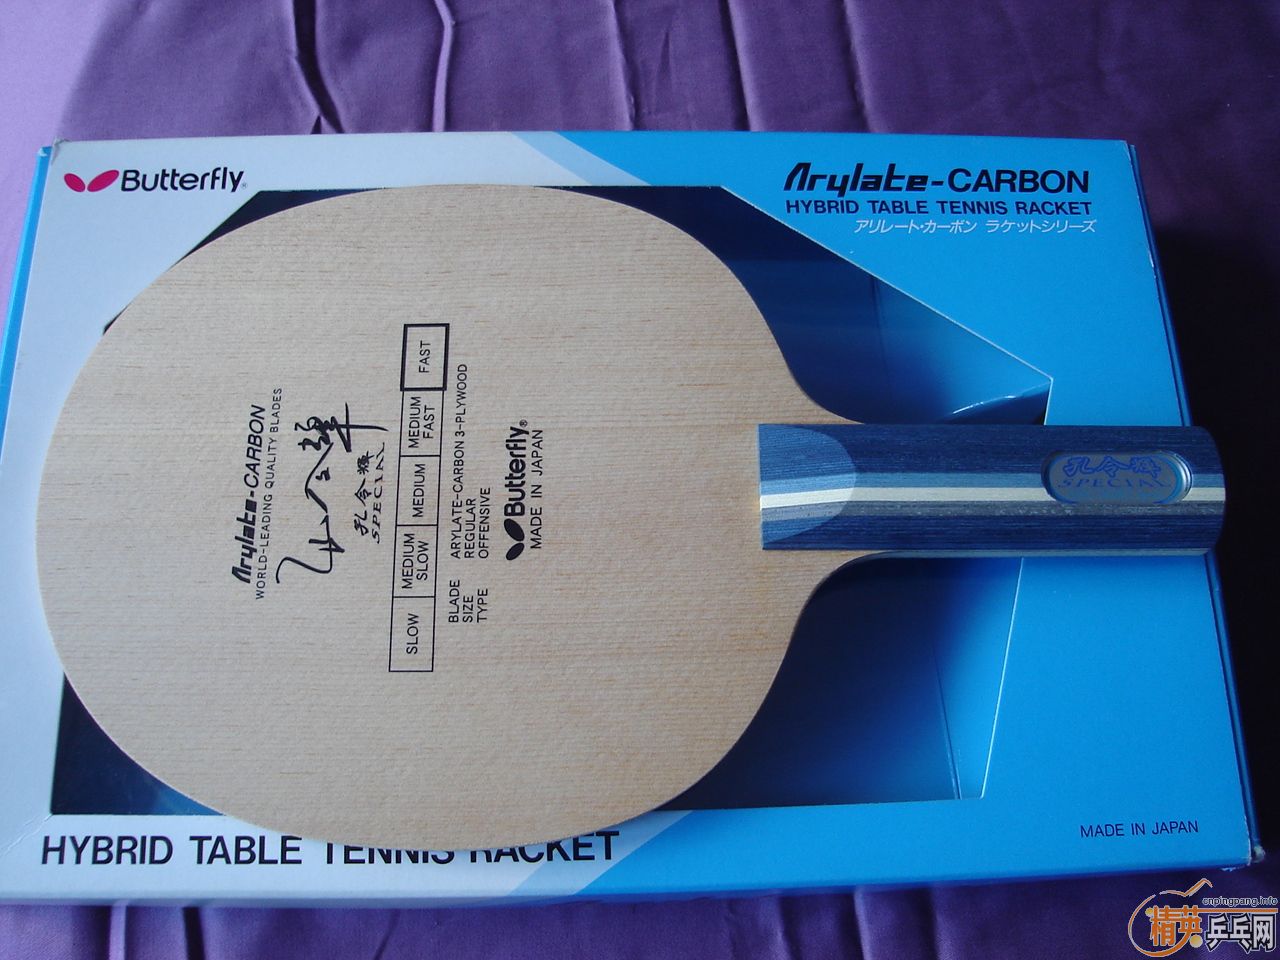 Butterfly®
Arylate-CARBON
HYBRID TABLE TENNIS RACKET
アリレート・カーボン ラケットシリーズ
Arylate-CARBON
WORLD-LEADING QUALITY BLADES
孔令輝
SPECIAL
SLOW
MEDIUM SLOW
MEDIUM
MEDIUM FAST
FAST
BLADE ARYLATE-CARBON 3-PLYWOOD
SIZE REGULAR
TYPE OFFENSIVE
Butterfly®
MADE IN JAPAN
孔令輝
SPECIAL
HYBRID TABLE TENNIS RACKET
MADE IN JAPAN
cnpingpang.info
精英乒乓网